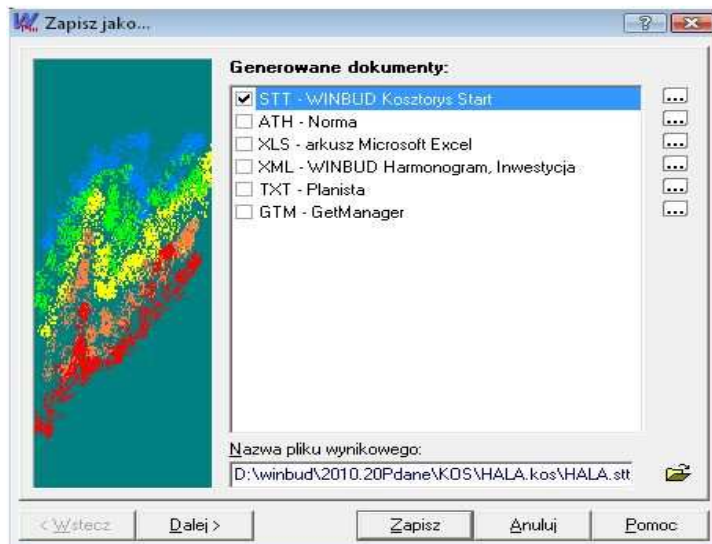 Zapisz jako...
Generowane dokumenty:
STT - WINBUD Kosztorys Start
ATH - Norma
XLS - arkusz Microsoft Excel
XML - WINBUD Harmonogram, Inwestycja
TXT - Planista
GTM - GetManager
Nazwa pliku wynikowego:
D:\winbud\2010.20Pdane\KOS\HALA.kos\HALA.stt
< Wstecz Dalej > Zapisz Anuluj Pomoc